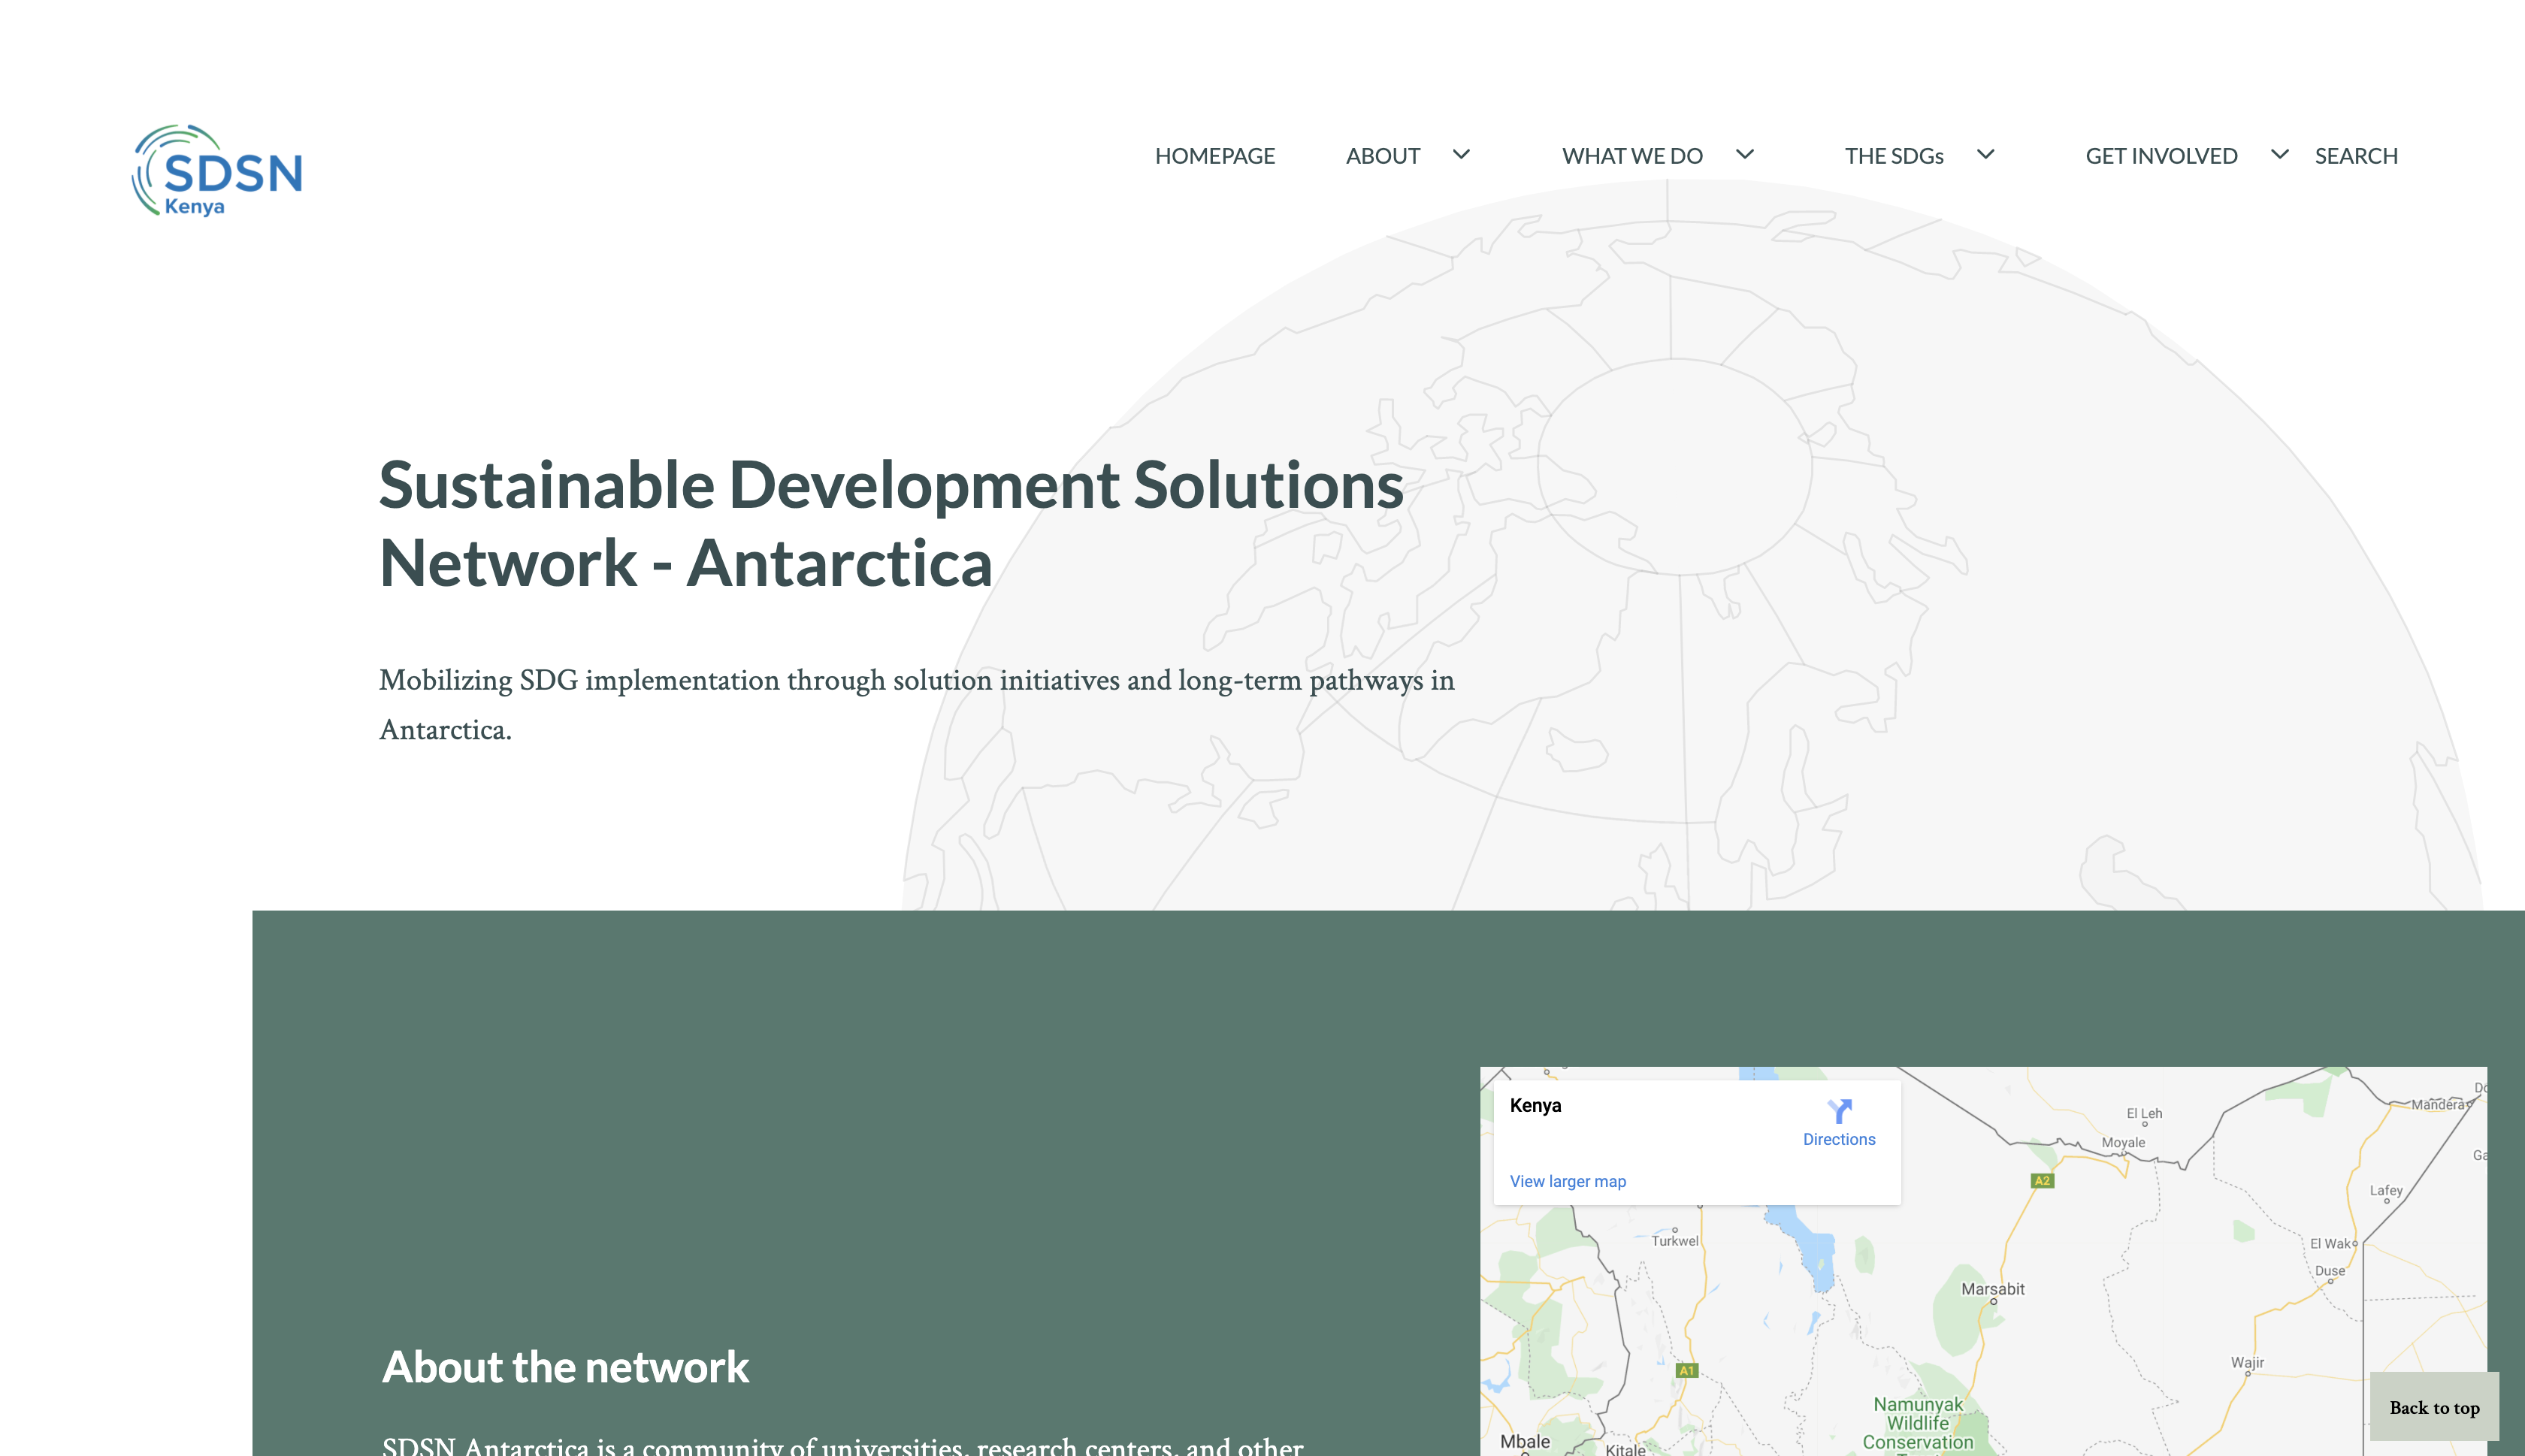 SDSN
Kenya
HOMEPAGE
ABOUT
WHAT WE DO
THE SDGs
GET INVOLVED
SEARCH
Sustainable Development Solutions
Network - Antarctica
Mobilizing SDG implementation through solution initiatives and long-term pathways in
Antarctica.
About the network
SDSN Antarctica is a community of universities, research centers, and other
Kenya
Directions
View larger map
El Leh
Mandera
Moyale
A2
Lafey
Turkwel
El Wak
Duse
Marsabit
A1
Wajir
Namunyak
Wildlife
Conservation
Mbale
Kitale
Back to top